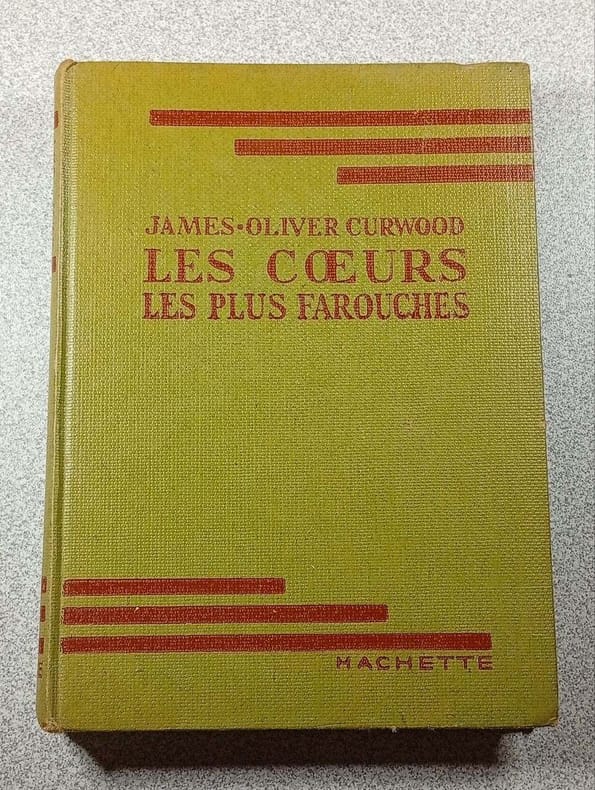 JAMES•OLIVER CURWOOD
LES CŒURS
LES PLUS FAROUCHES
HACHETTE